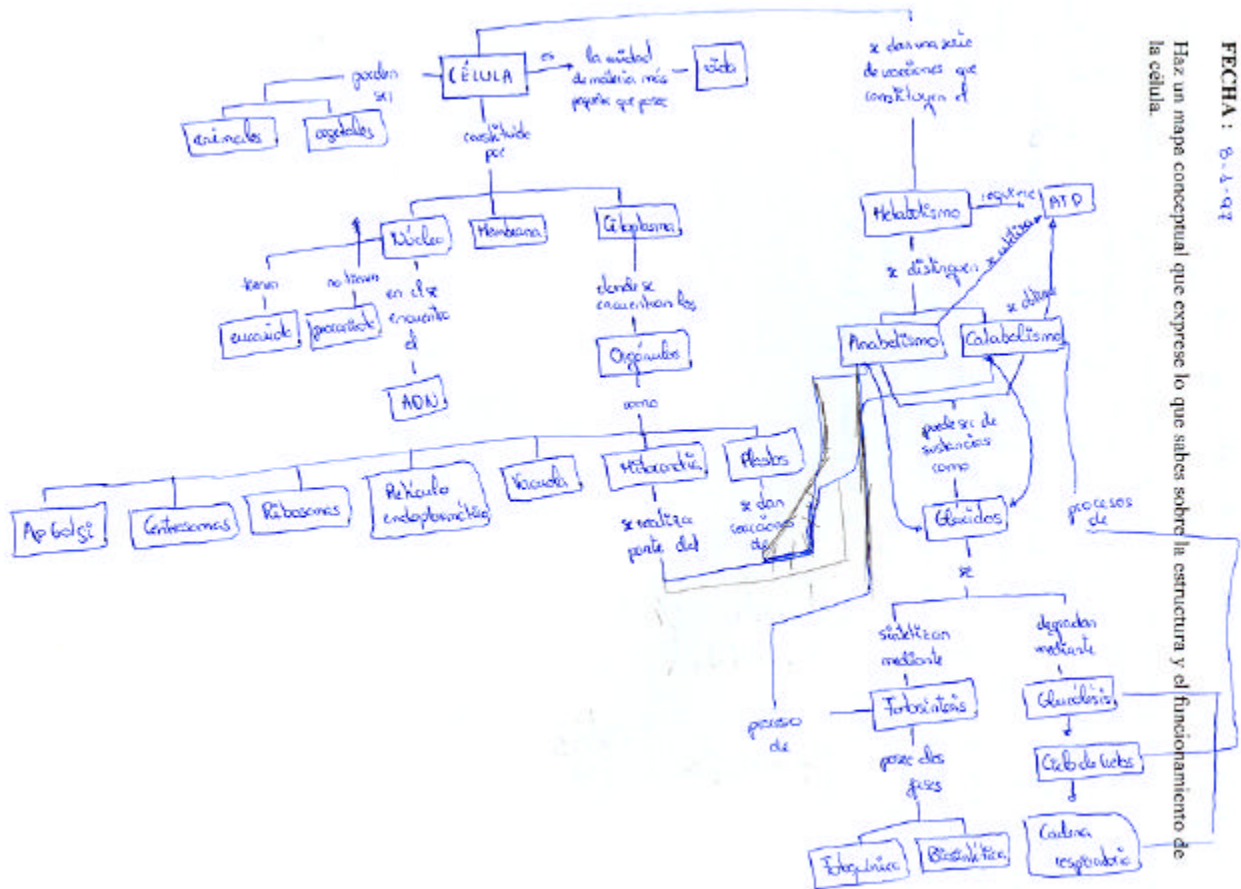 FECHA : 8-1-97
Haz un mapa conceptual que exprese lo que sabes sobre la estructura y el funcionamiento de
la célula.
CÉLULA
es
la unidad
de materia más
pequeña que posee
vida
pueden
ser
animales
vegetales
constituida
por
Núcleo
Membrana
Citoplasma
tienen
no tienen
eucariota
procariota
en el se
encuentra
el
ADN
donde se
encuentran los
Orgánulos
como
Ap Golgi
Centrosomas
Ribosomas
Retículo
endoplasmático
Vacuola
Mitocondria
Plastos
se realiza
parte del
se dan
reacciones
de
se dan una serie
de reacciones que
constituyen el
Metabolismo
requiere
ATP
se distinguen
se utiliza
se obtiene
Anabolismo
Catabolismo
puede ser de
sustancias
como
Glúcidos
procesos
de
se
sintetizan
mediante
degradan
mediante
proceso
de
Fotosíntesis
Glucólisis
posee dos
fases
Ciclo de Krebs
Fotoquímica
Biosintética
Cadena
respiratoria